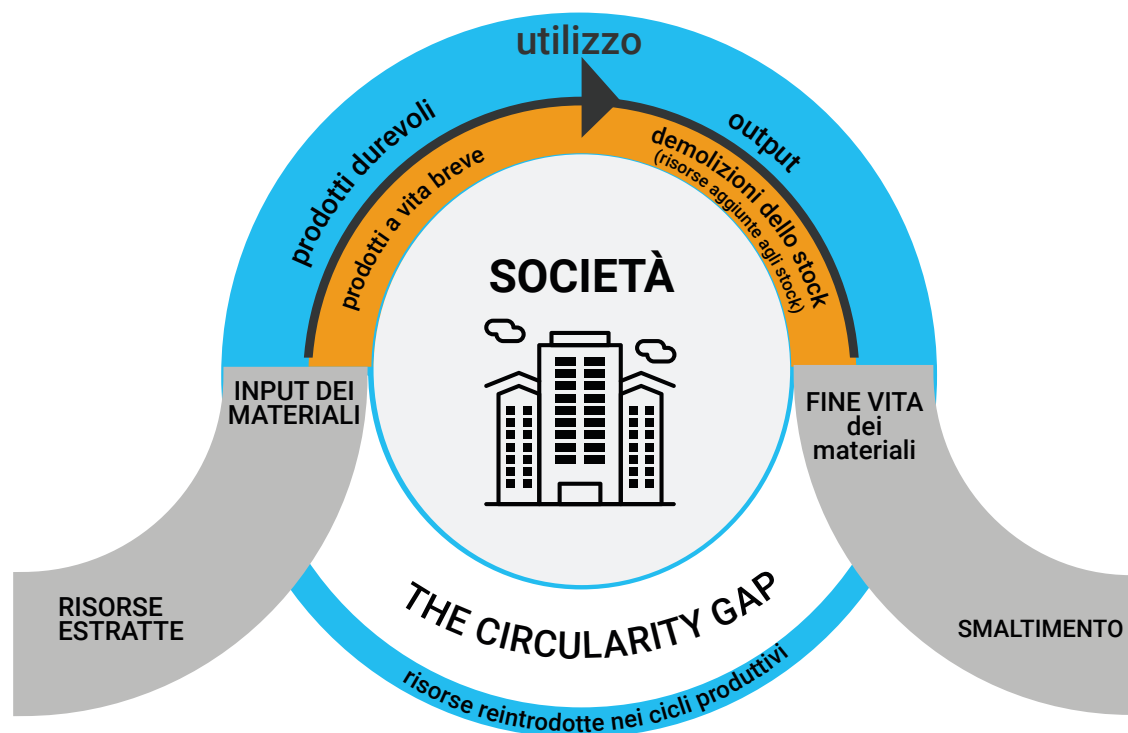 utilizzo
prodotti durevoli
prodotti a vita breve
output
demolizioni dello stock
(risorse aggiunte agli stock)
SOCIETÀ
INPUT DEI
MATERIALI
FINE VITA
dei
materiali
RISORSE
ESTRATTE
SMALTIMENTO
THE CIRCULARITY GAP
risorse reintrodotte nei cicli produttivi